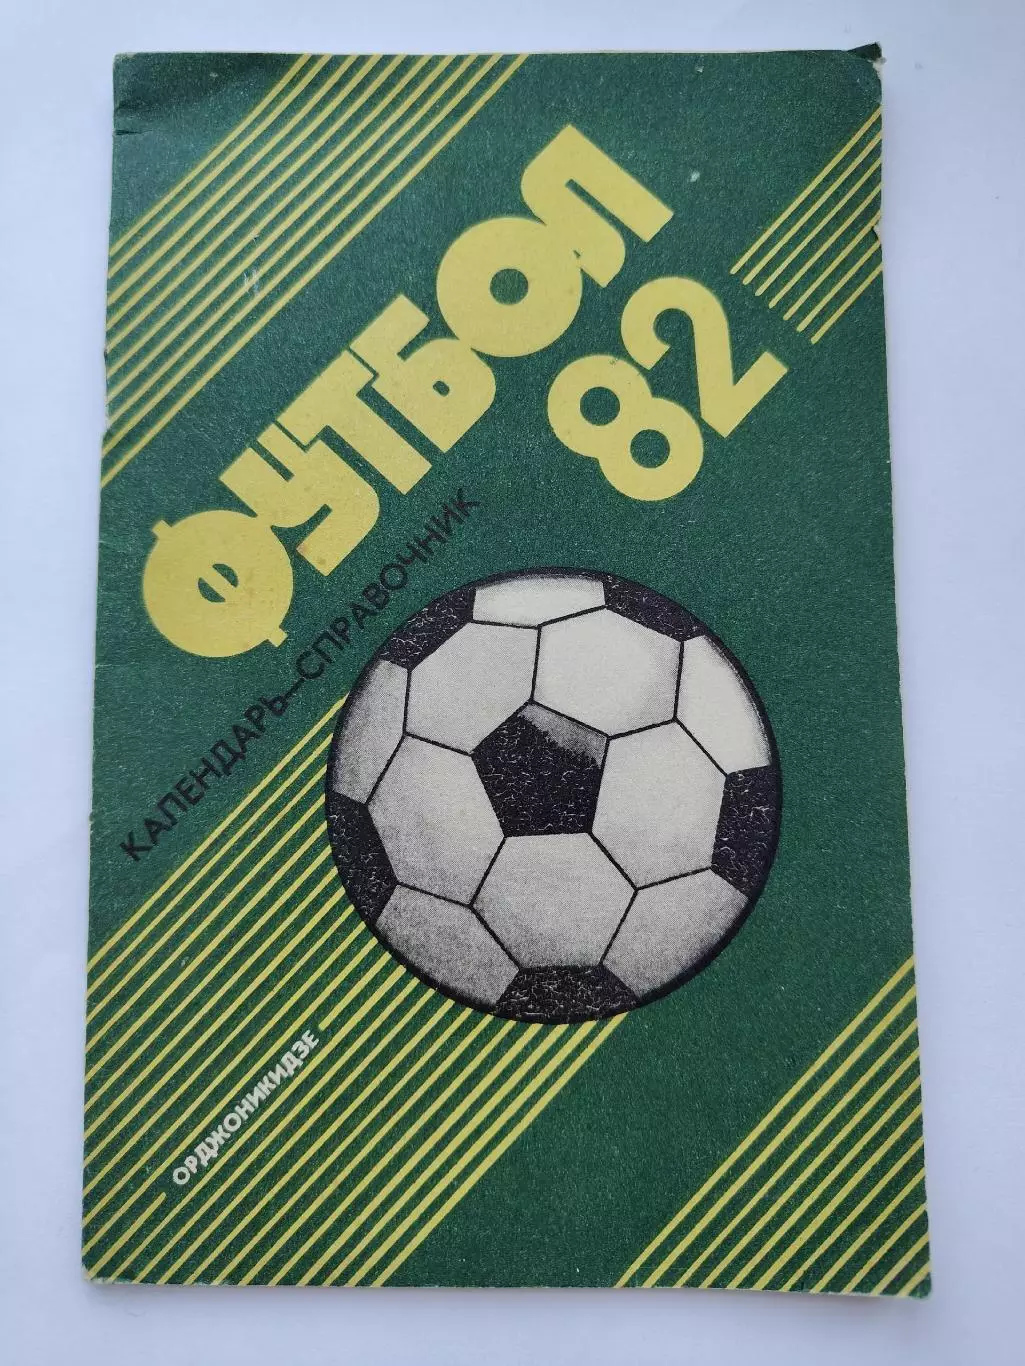 ФУТБОЛ
82
КАЛЕНДАРЬ–СПРАВОЧНИК
ОРДЖОНИКИДЗЕ